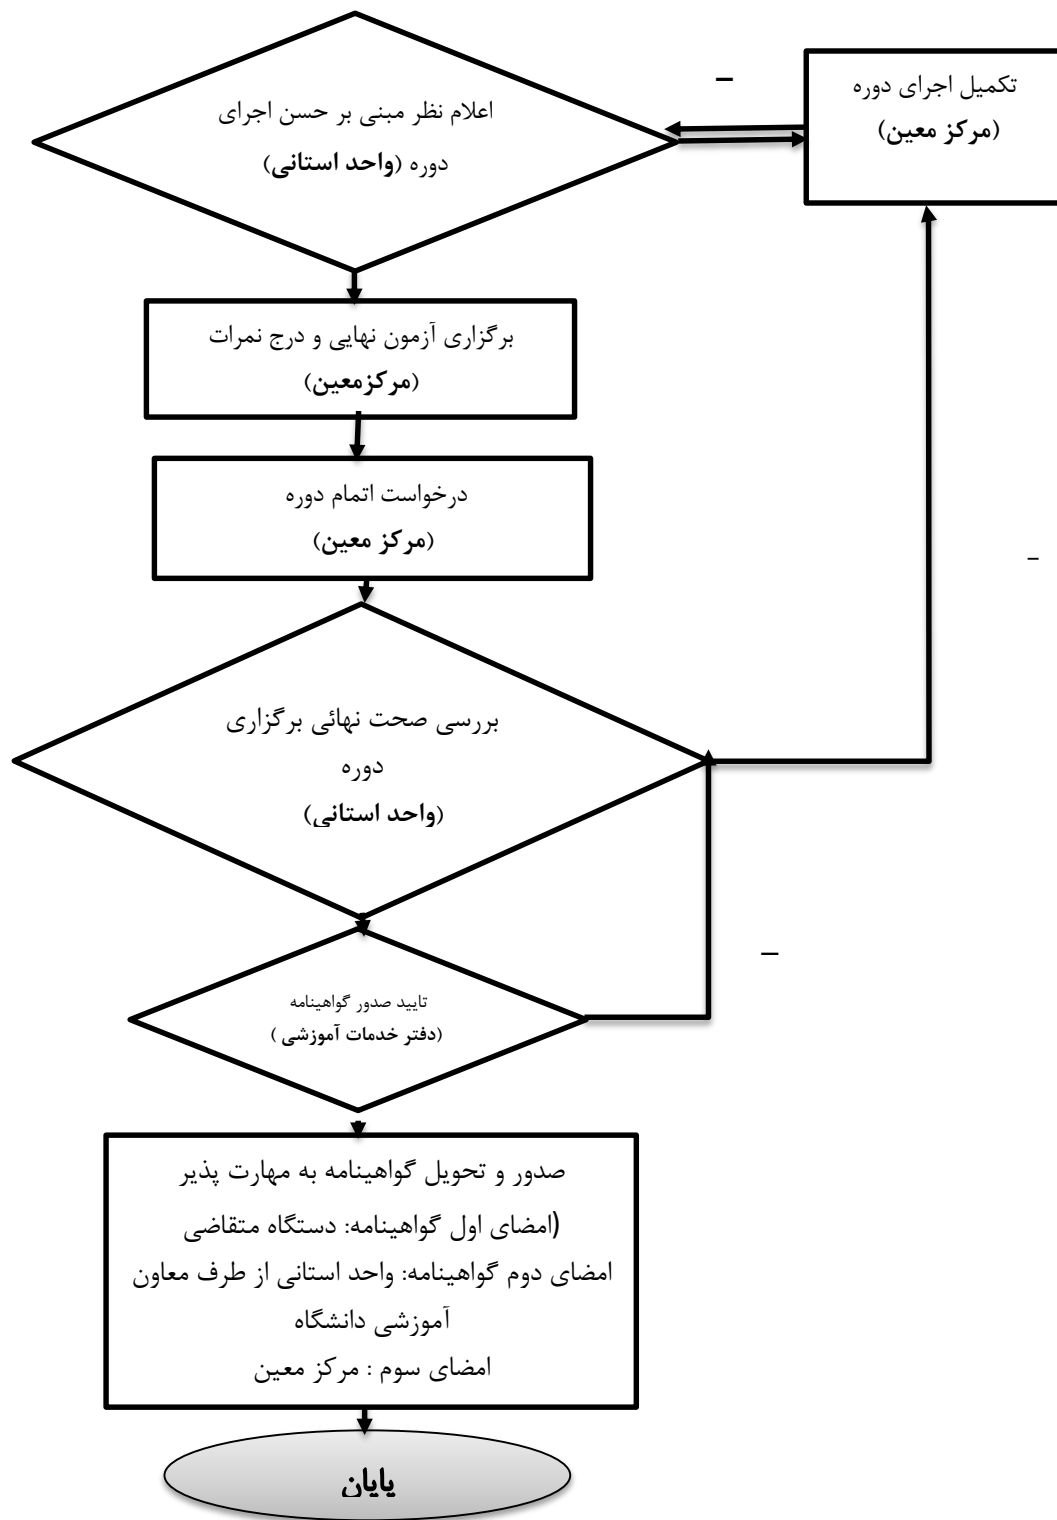 اعلام نظر مبنی بر حسن اجرای
دوره (واحد استانی)
–
تکمیل اجرای دوره
(مرکز معین)
برگزاری آزمون نهایی و درج نمرات
(مرکزمعین)
درخواست اتمام دوره
(مرکز معین)
–
بررسی صحت نهائی برگزاری
دوره
(واحد استانی)
–
تایید صدور گواهینامه
(دفتر خدمات آموزشی )
صدور و تحویل گواهینامه به مهارت پذیر
(امضای اول گواهینامه: دستگاه متقاضی
امضای دوم گواهینامه: واحد استانی از طرف معاون
آموزشی دانشگاه
امضای سوم : مرکز معین
پایان